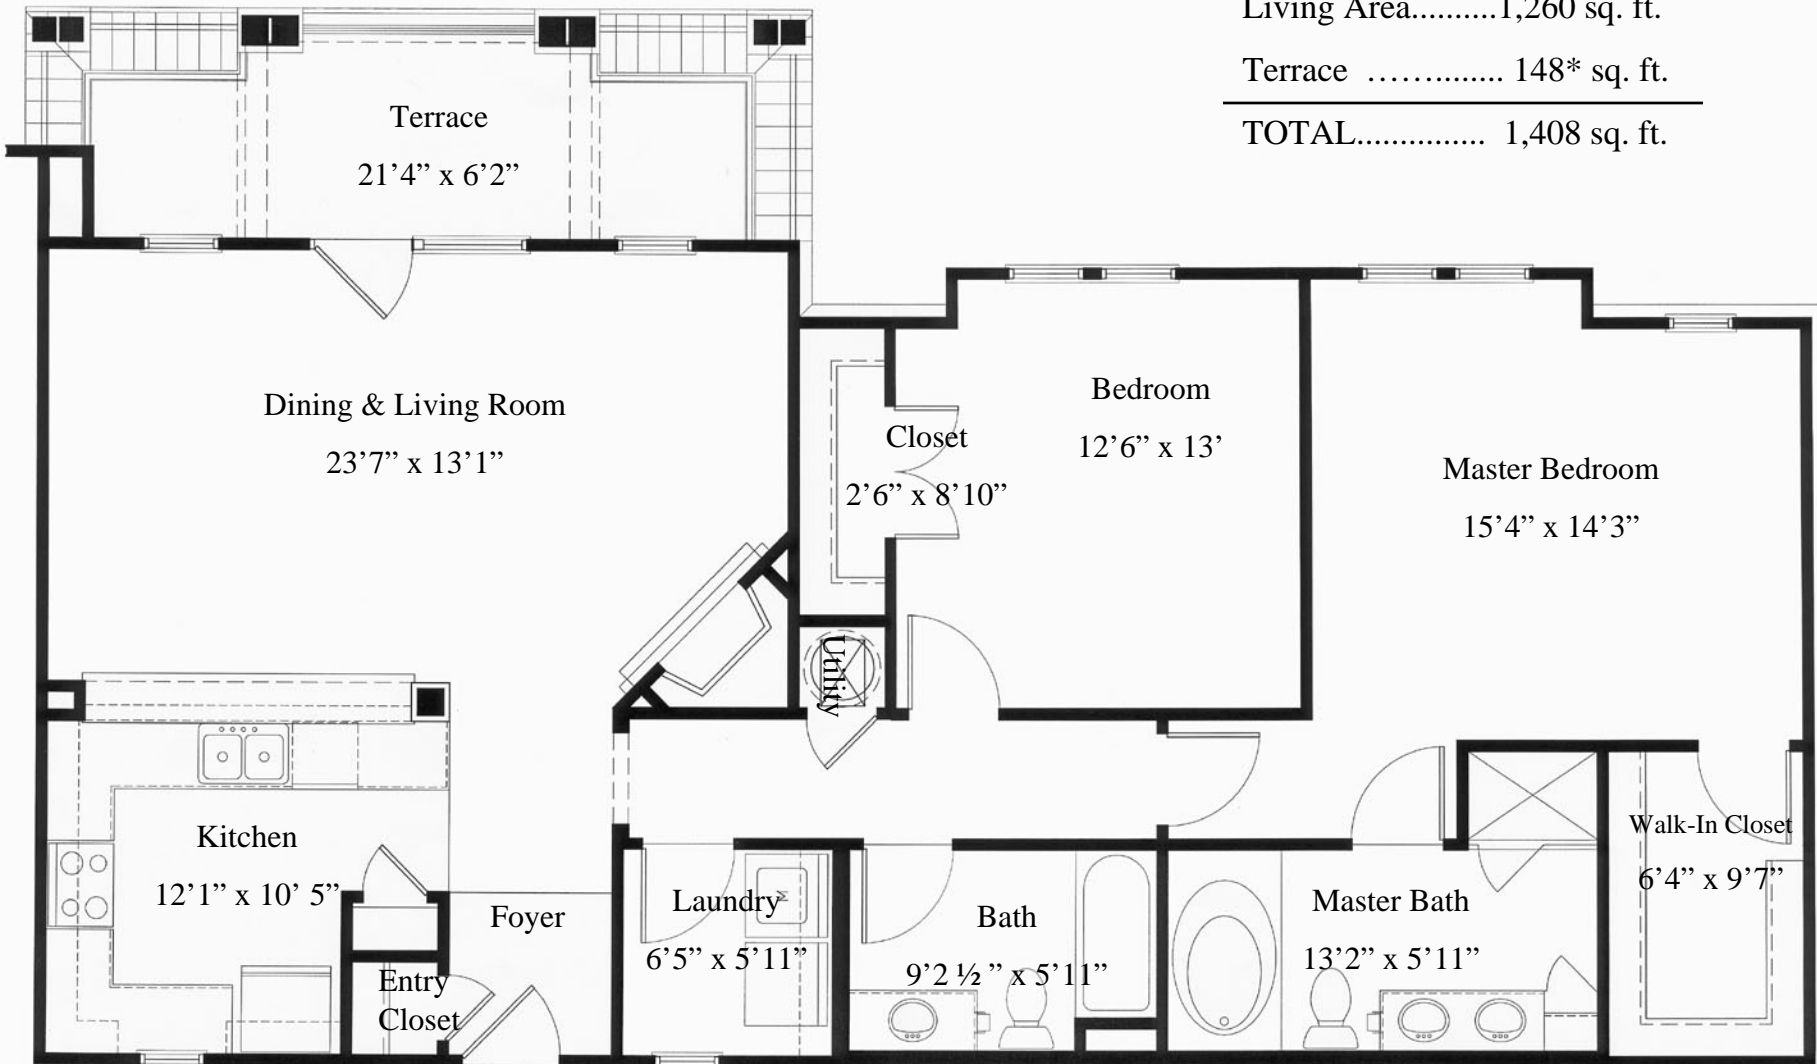 Living Area..........1,260 sq. ft.
Terrace …........... 148* sq. ft.
TOTAL............... 1,408 sq. ft.
Terrace
21’4” x 6’2”
Dining & Living Room
23’7” x 13’1”
Closet
2’6” x 8’10”
Bedroom
12’6” x 13’
Master Bedroom
15’4” x 14’3”
Utility
Kitchen
12’1” x 10’ 5”
Foyer
Entry
Closet
Laundry
6’5” x 5’11”
Bath
9’2 ½ ” x 5’11”
Master Bath
13’2” x 5’11”
Walk-In Closet
6’4” x 9’7”